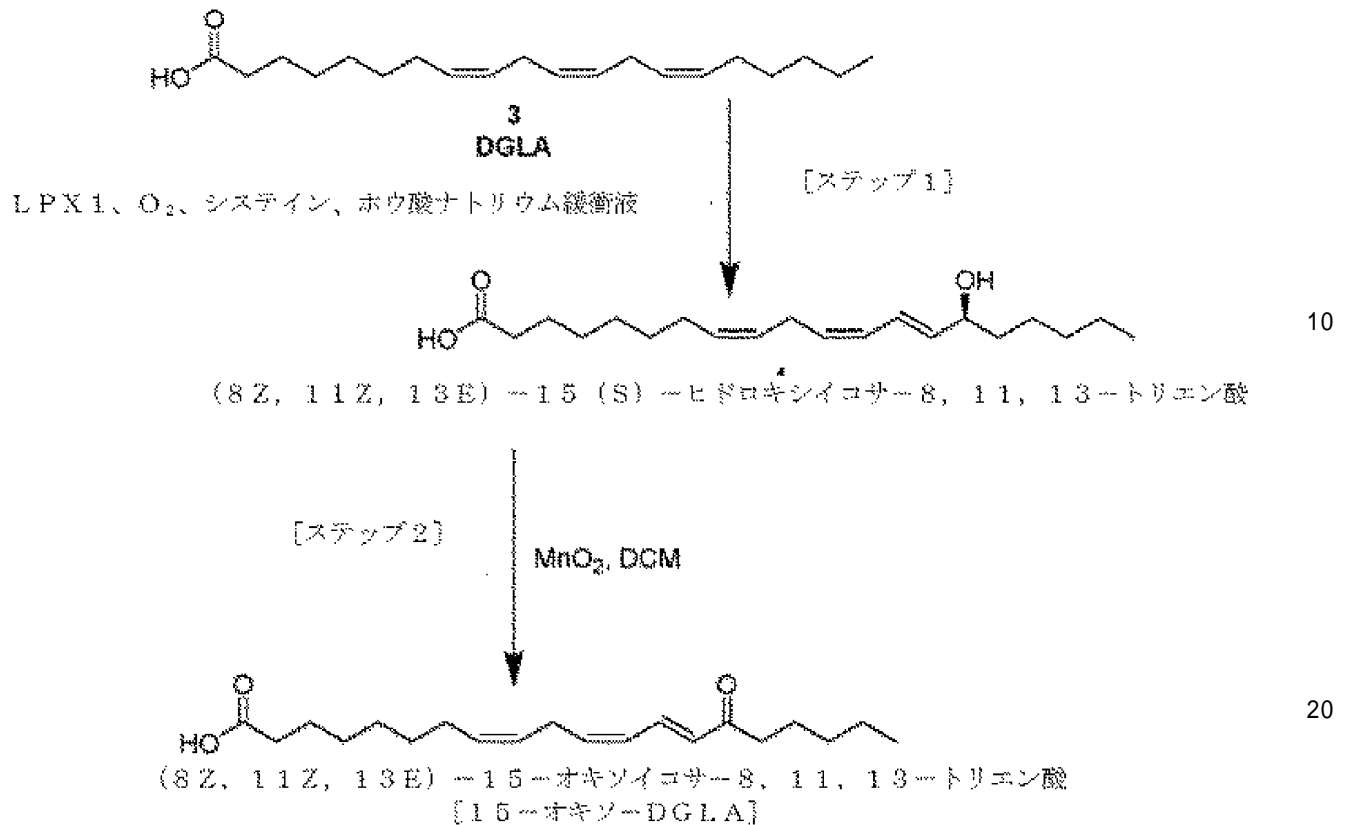 O
HO
3
DGLA
[ステップ1]
LPX1、O₂、システイン、ホウ酸ナトリウム緩衝液
O
OH
HO
10
(8Z,11Z,13E)-15(S)-ヒドロキシイコサ-8,11,13-トリエン酸
[ステップ2]
MnO₂, DCM
O
O
HO
20
(8Z,11Z,13E)-15-オキソイコサ-8,11,13-トリエン酸
[15-オキソ-DGLA]